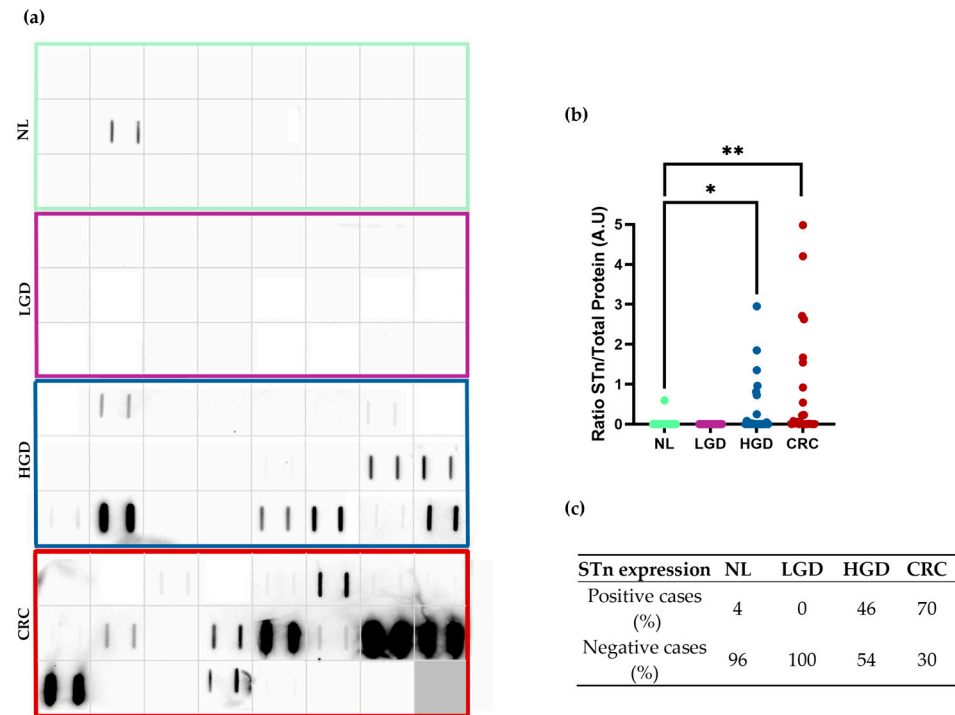 (a)
NL
LGD
HGD
CRC
(b)
**
*
Ratio STn/Total Protein (A.U)
5
4
3
2
1
0
NL LGD HGD CRC
(c)
STn expression NL LGD HGD CRC
Positive cases
(%) 4 0 46 70
Negative cases
(%) 96 100 54 30